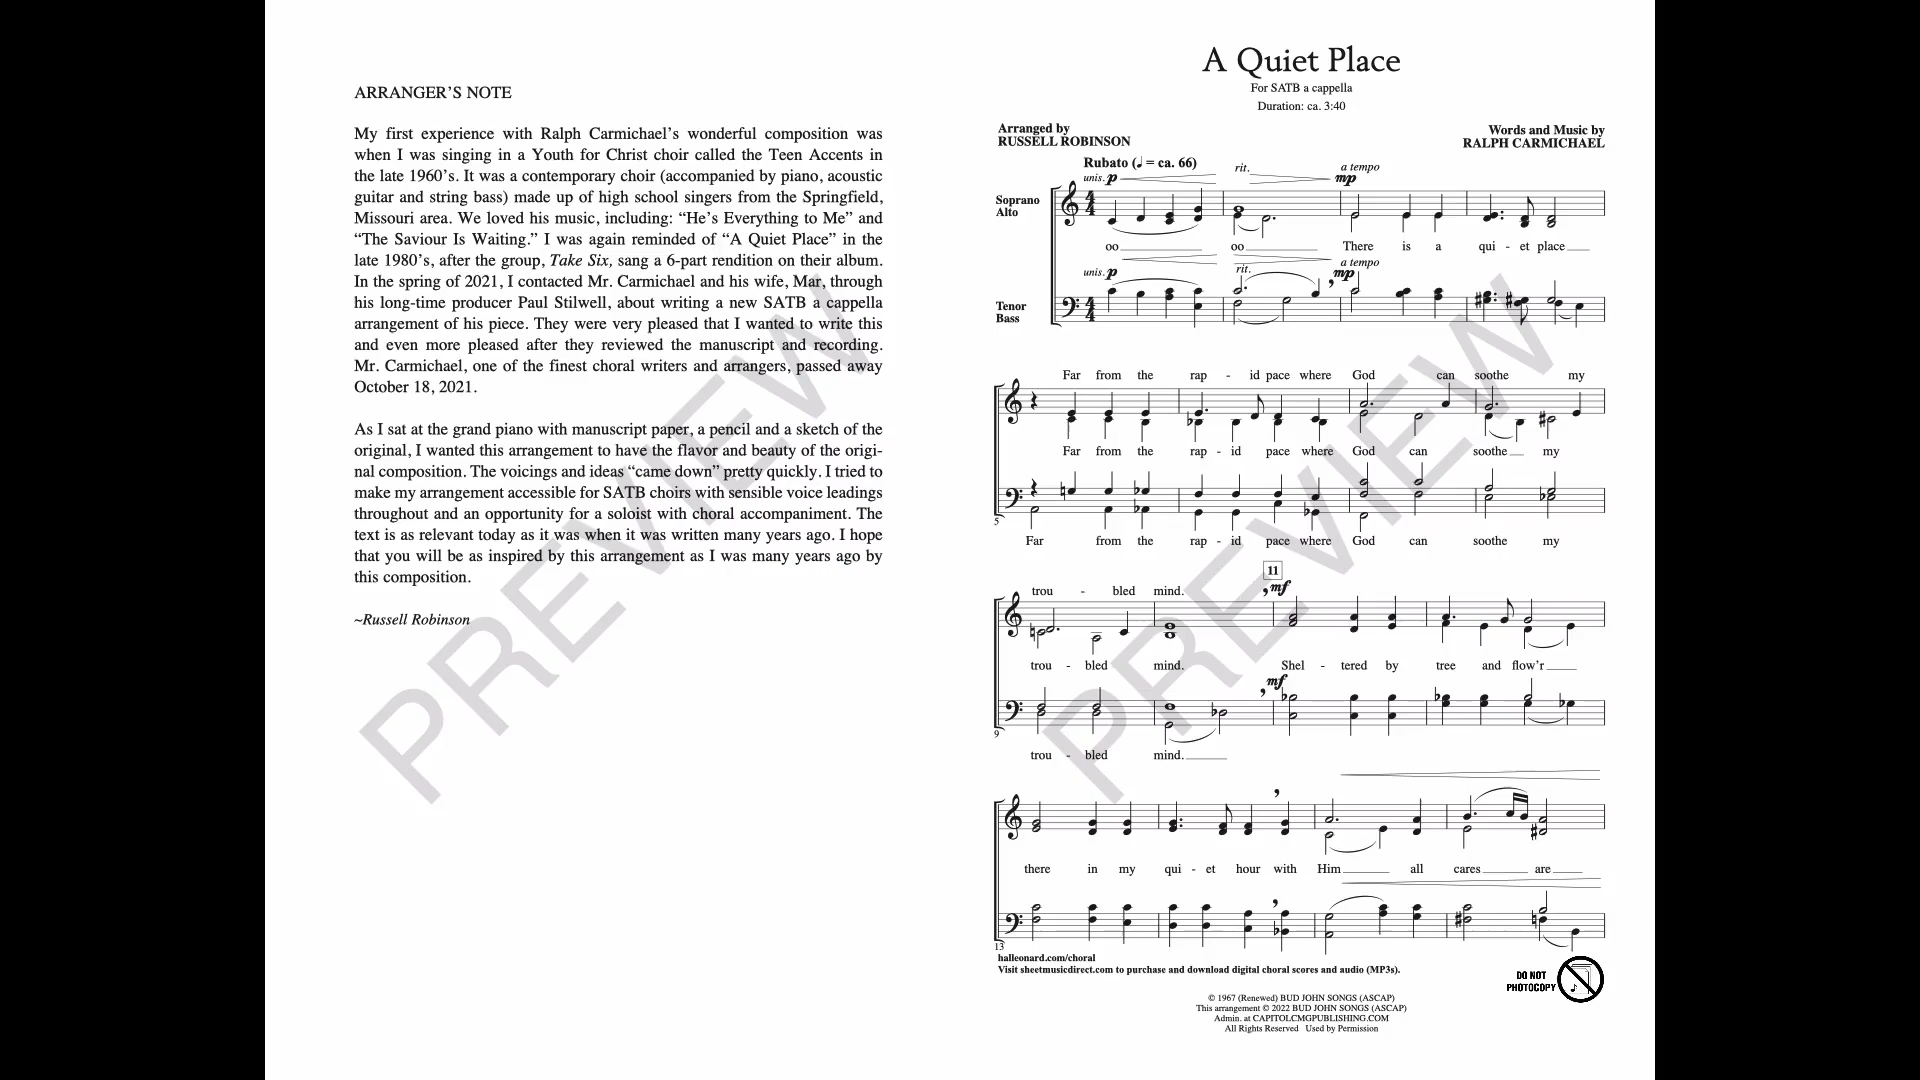 ARRANGER'S NOTE
My first experience with Ralph Carmichael's wonderful composition was
when I was singing in a Youth for Christ choir called the Teen Accents in
the late 1960's. It was a contemporary choir (accompanied by piano, acoustic
guitar and string bass) made up of high school singers from the Springfield,
Missouri area. We loved his music, including: “He's Everything to Me” and
“The Saviour Is Waiting.” I was again reminded of “A Quiet Place” in the
late 1980's, after the group, Take Six, sang a 6-part rendition on their album.
In the spring of 2021, I contacted Mr. Carmichael and his wife, Mar, through
his long-time producer Paul Stilwell, about writing a new SATB a cappella
arrangement of his piece. They were very pleased that I wanted to write this
and even more pleased after they reviewed the manuscript and recording.
Mr. Carmichael, one of the finest choral writers and arrangers, passed away
October 18, 2021.
As I sat at the grand piano with manuscript paper, a pencil and a sketch of the
original, I wanted this arrangement to have the flavor and beauty of the origi-
nal composition. The voicings and ideas “came down” pretty quickly. I tried to
make my arrangement accessible for SATB choirs with sensible voice leadings
throughout and an opportunity for a soloist with choral accompaniment. The
text is as relevant today as it was when it was written many years ago. I hope
that you will be as inspired by this arrangement as I was many years ago by
this composition.
~Russell Robinson
PREVIEW
A Quiet Place
For SATB a cappella
Duration: ca. 3:40
Arranged by
RUSSELL ROBINSON
Words and Music by
RALPH CARMICHAEL
Rubato (♩ = ca. 66)
unis. p rit. a tempo mp
Soprano
Alto
oo oo There is a qui - et place
unis. p rit. a tempo mp
Tenor
Bass
Far from the rap - id pace where God can soothe my
Far from the rap - id pace where God can soothe my
5
Far from the rap - id pace where God can soothe my
11
trou - bled mind. mf
trou - bled mind. Shel - tered by tree and flow'r
mf
9
trou - bled mind.
there in my qui - et hour with Him all cares are
13
halleonard.com/choral
Visit sheetmusicdirect.com to purchase and download digital choral scores and audio (MP3s).
DO NOT
PHOTOCOPY
© 1967 (Renewed) BUD JOHN SONGS (ASCAP)
This arrangement © 2022 BUD JOHN SONGS (ASCAP)
Admin. at CAPITOLCMGPUBLISHING.COM
All Rights Reserved Used by Permission
PREVIEW